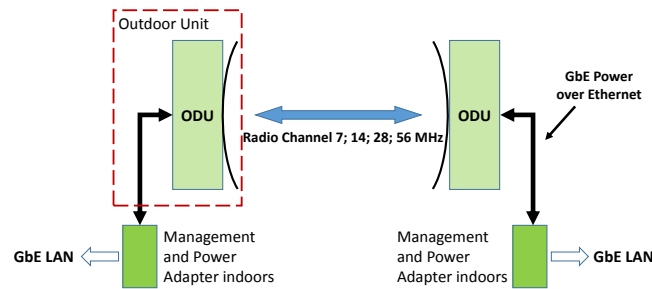 Outdoor Unit
ODU
Radio Channel 7; 14; 28; 56 MHz
ODU
GbE Power
over Ethernet
GbE LAN
Management
and Power
Adapter indoors
Management
and Power
Adapter indoors
GbE LAN